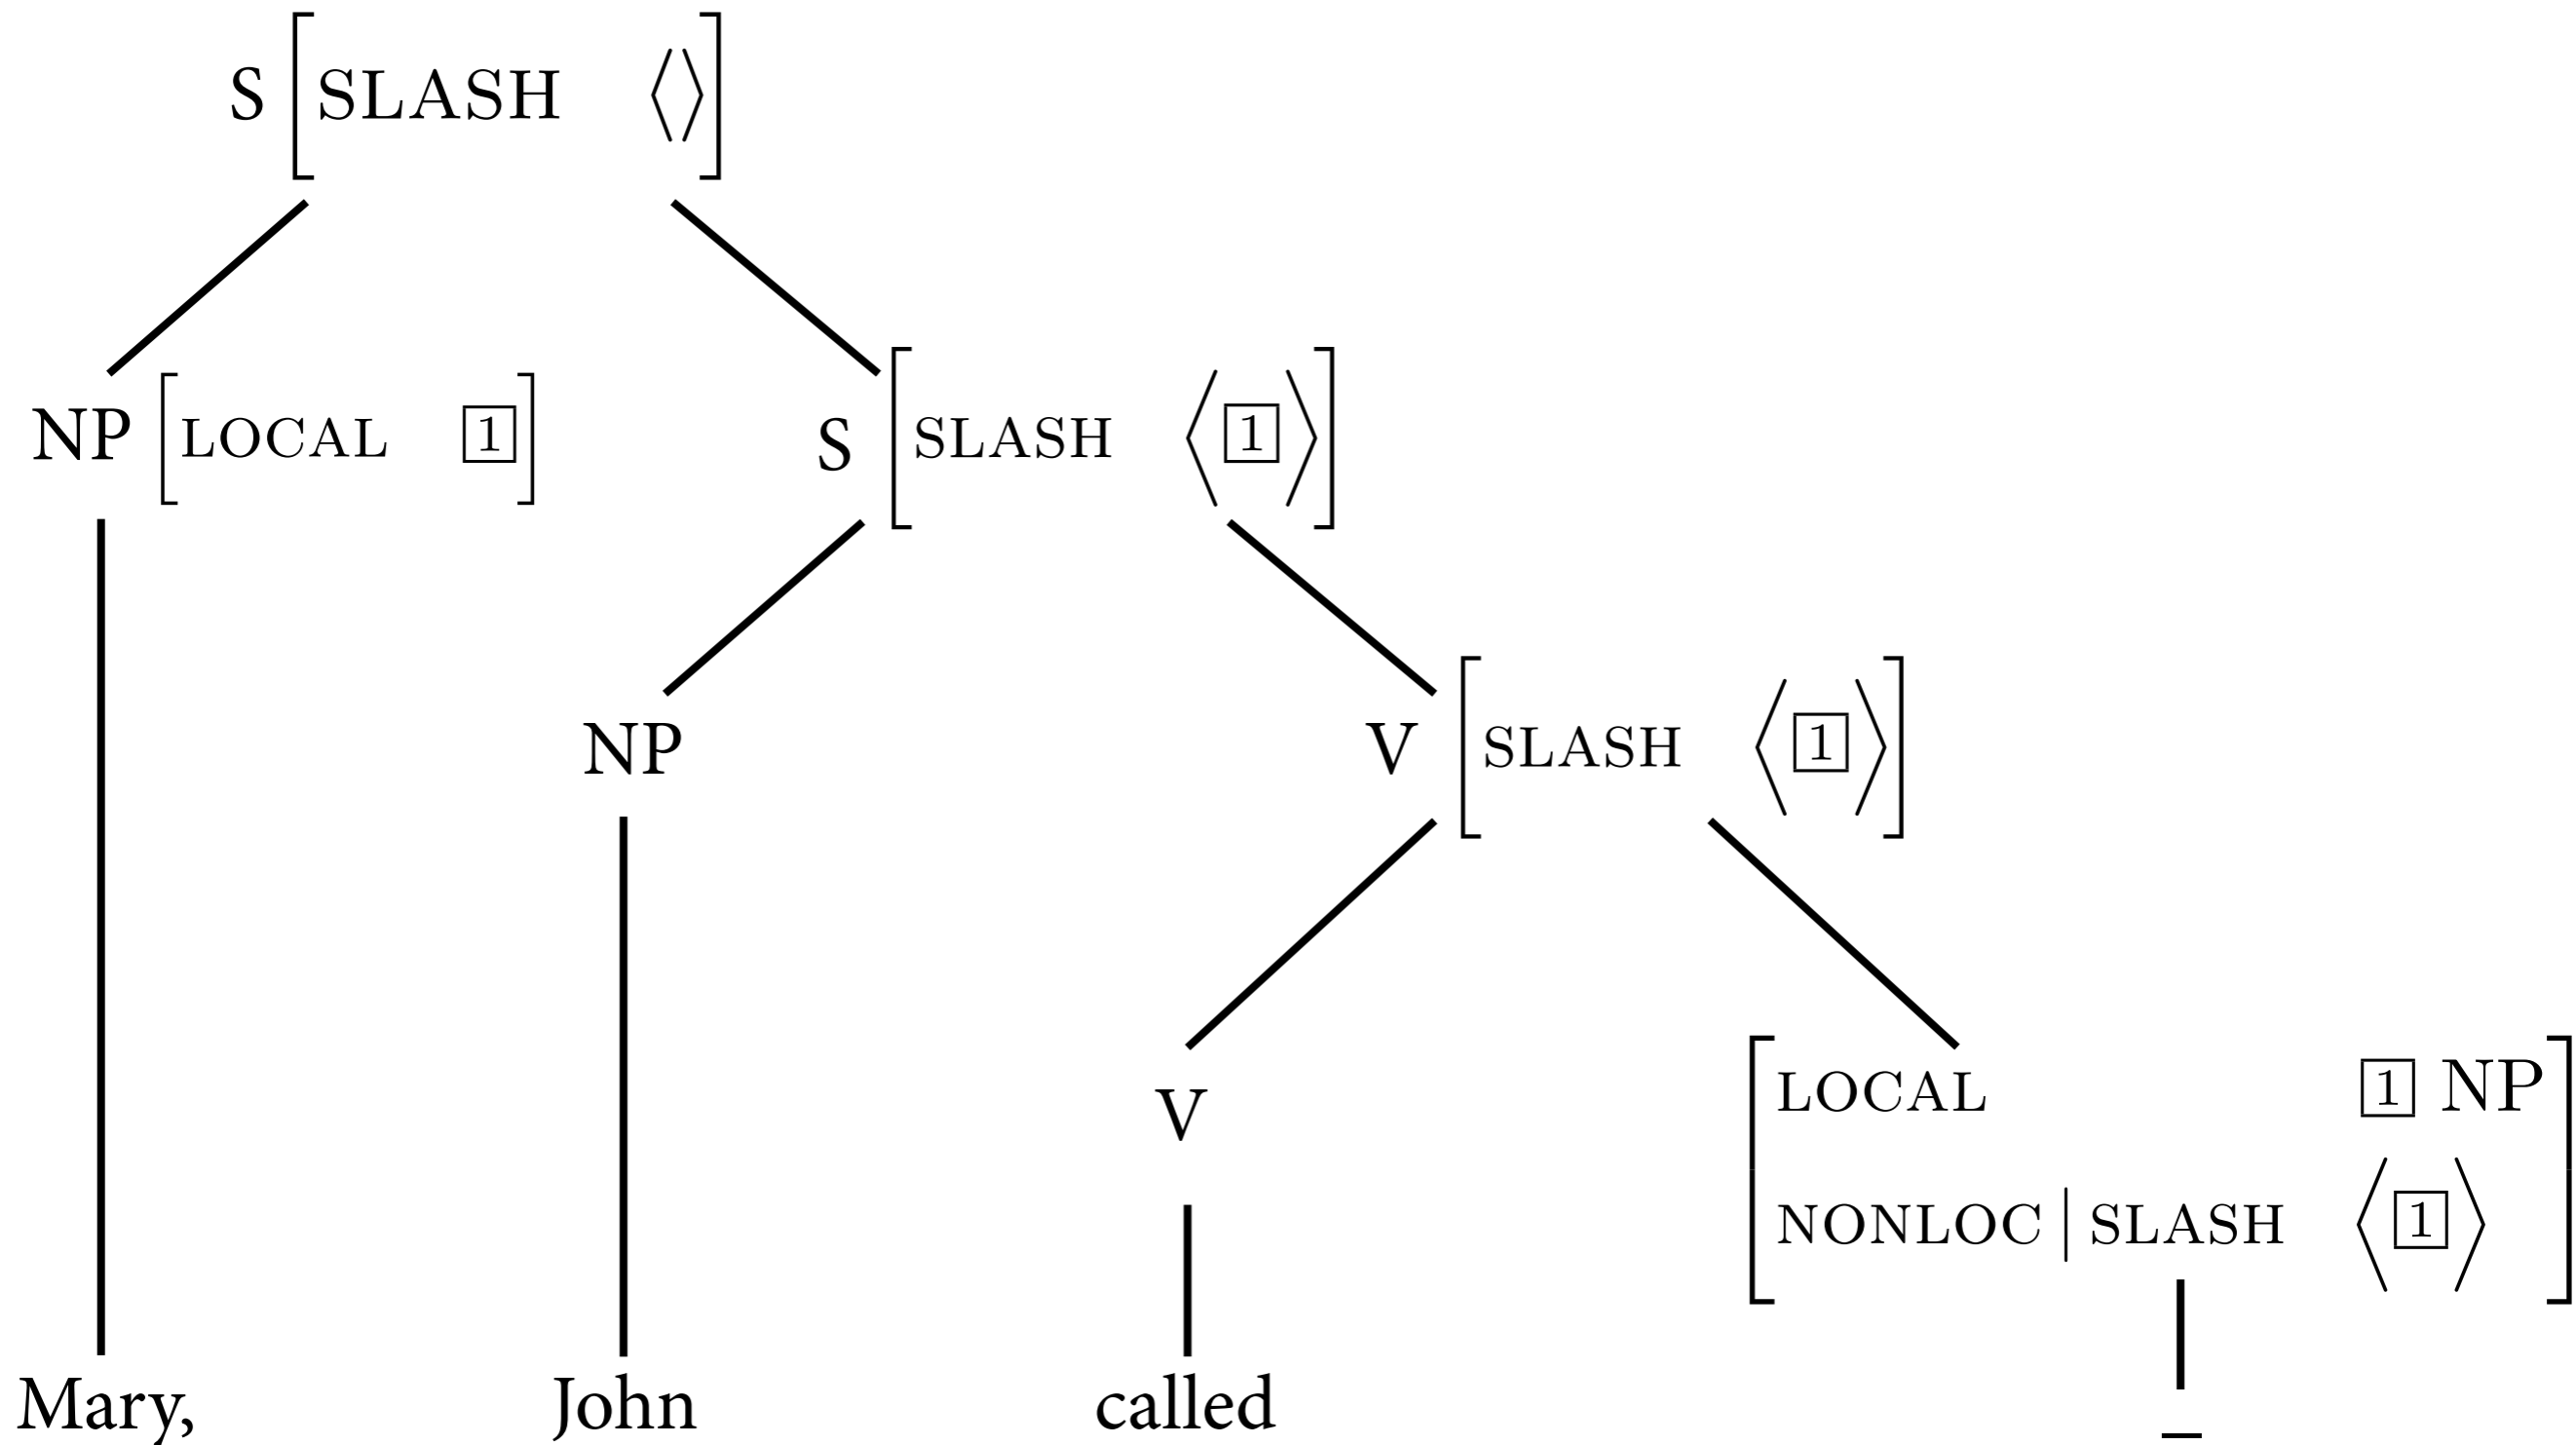 S [SLASH ⟨⟩]
NP [LOCAL 1] S [SLASH ⟨1⟩]
NP V [SLASH ⟨1⟩]
V [LOCAL 1 NP
NONLOC | SLASH ⟨1⟩]
Mary, John called _